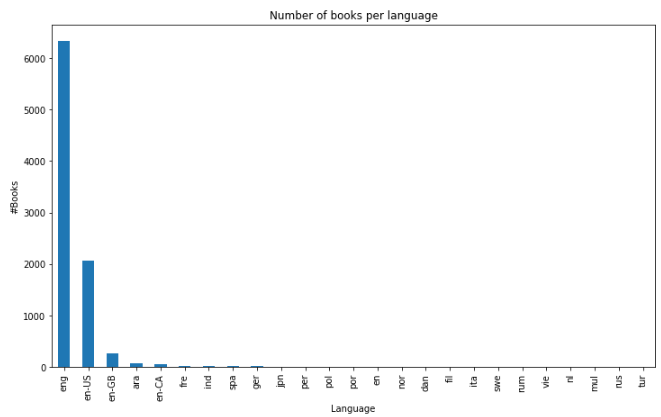 Number of books per language
#Books
6000
5000
4000
3000
2000
1000
0
eng
en-US
en-GB
ara
en-CA
fre
ind
spa
ger
jpn
per
pol
por
en
nor
dan
fil
ita
swe
rum
vie
nl
mul
rus
tur
Language